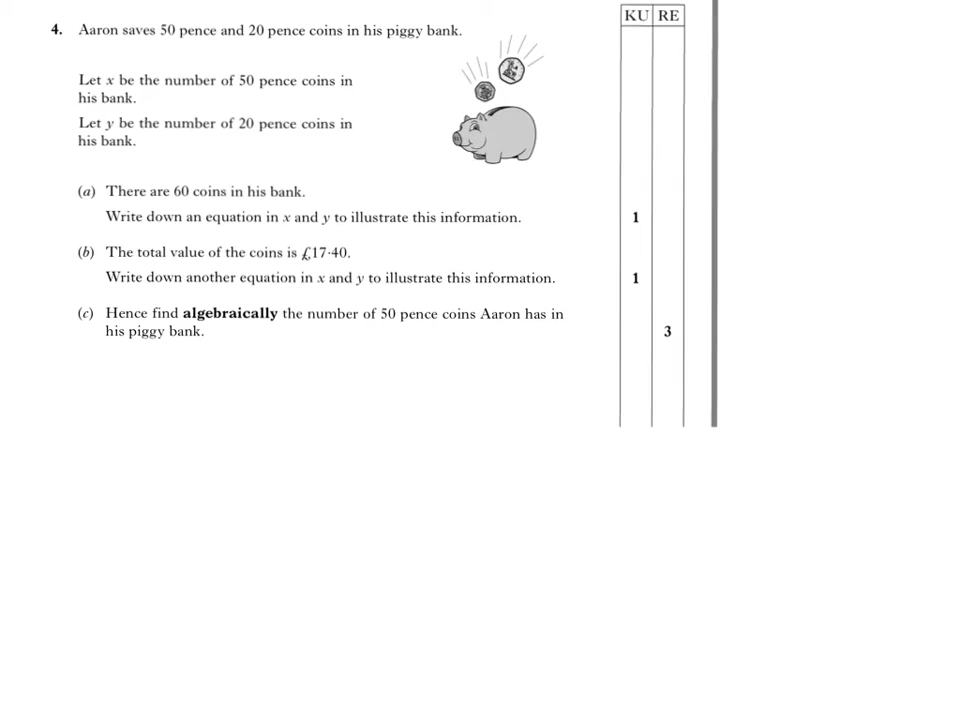 KU RE
4. Aaron saves 50 pence and 20 pence coins in his piggy bank.
Let x be the number of 50 pence coins in
his bank.
Let y be the number of 20 pence coins in
his bank.
(a) There are 60 coins in his bank.
Write down an equation in x and y to illustrate this information. 1
(b) The total value of the coins is £17·40.
Write down another equation in x and y to illustrate this information. 1
(c) Hence find algebraically the number of 50 pence coins Aaron has in
his piggy bank. 3